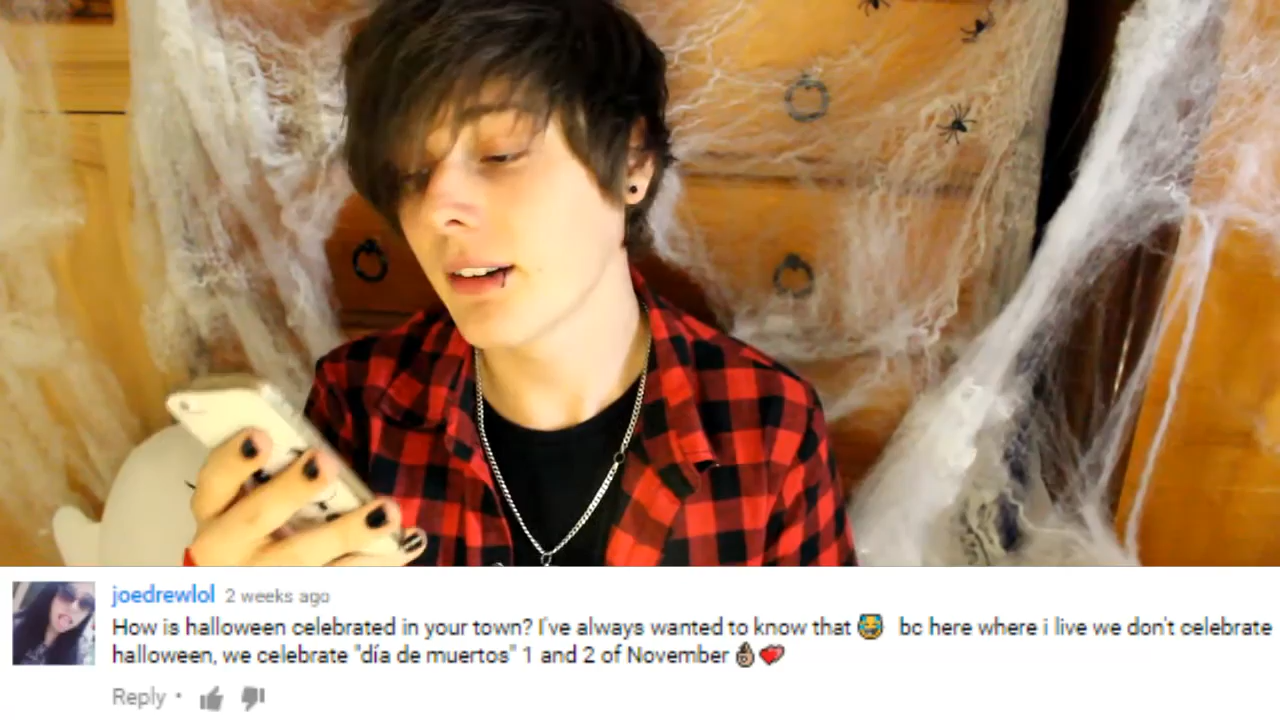 joedrewlol 2 weeks ago
How is halloween celebrated in your town? I've always wanted to know that 😂 bc here where i live we don't celebrate
halloween, we celebrate "día de muertos" 1 and 2 of November 👌🏽💕
Reply •